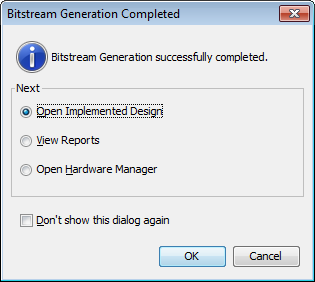 Bitstream Generation Completed
Bitstream Generation successfully completed.
Next
Open Implemented Design
View Reports
Open Hardware Manager
Don't show this dialog again
OK
Cancel